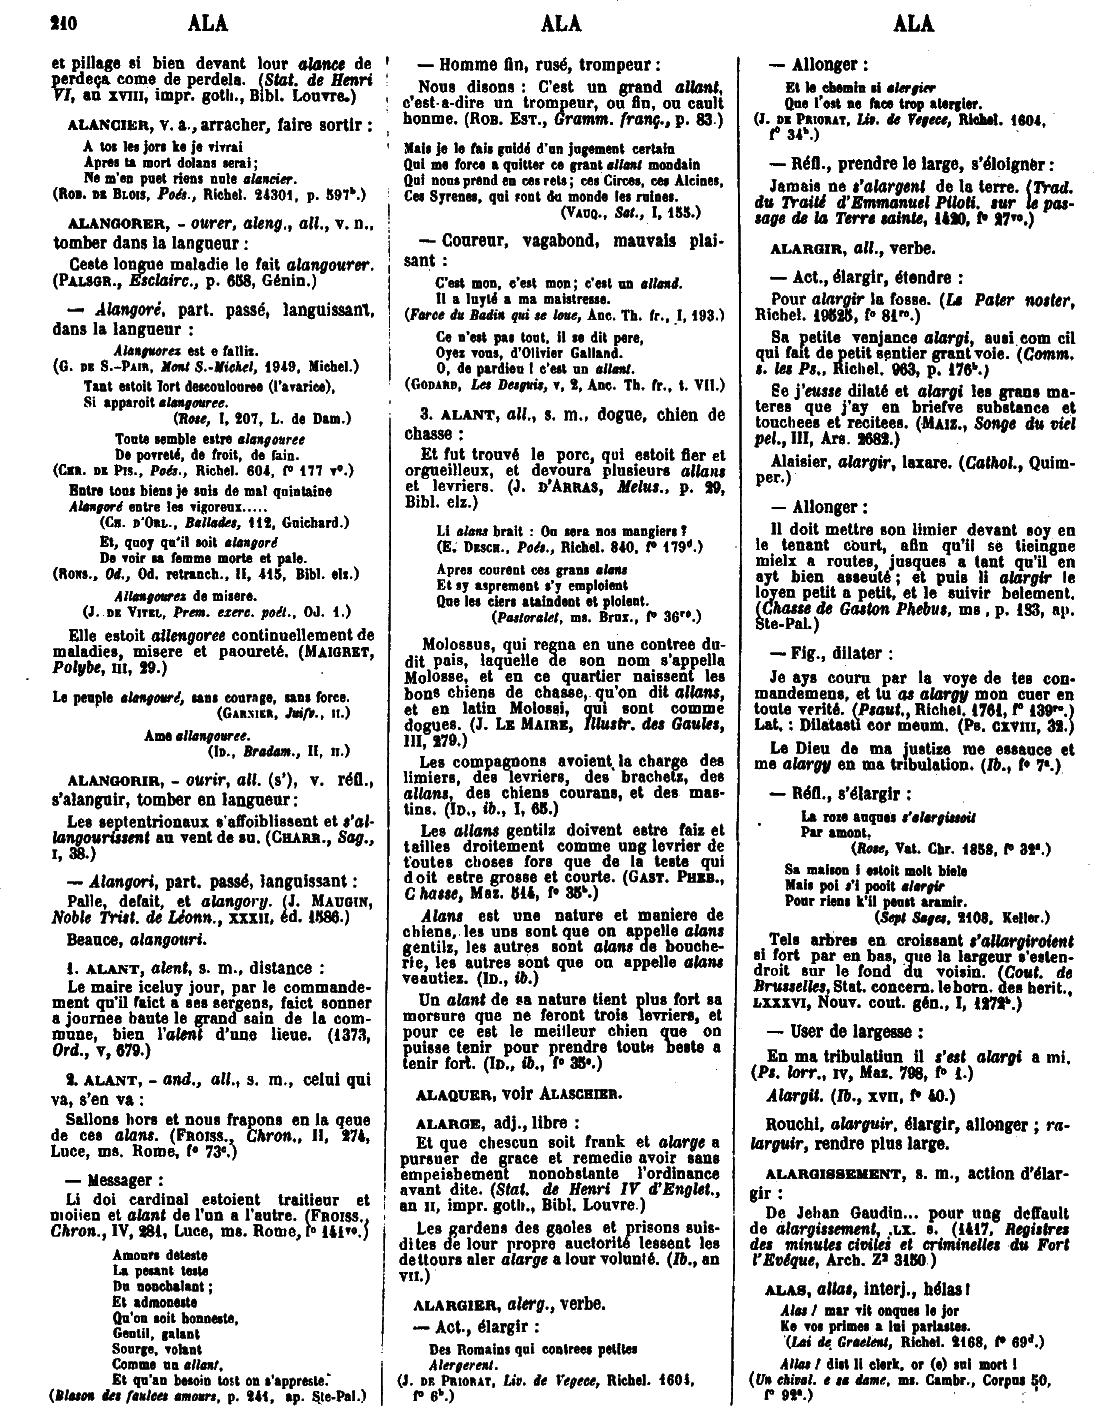 210 ALA ALA ALA
et pillage si bien devant lour alance de
perdeça come de perdela. (Stat. de Henri
VI, an XVIII, impr. goth., Bibl. Louvre.)
ALANCIER, v. a., arracher, faire sortir :
A tos les jors ke je vivrai
Apres ta mort dolans serai ;
Ne m'en puet riens nule alancier.
(ROB. DE BLOIS, Poés., Richel. 24301, p. 597b.)
ALANGORER, - ourer, aleng., all., v. n.,
tomber dans la langueur :
Ceste longue maladie le fait alangourer.
(PALSGR., Esclairc., p. 658, Génin.)
— Alangoré, part. passé, languissant,
dans la langueur :
Alanguorez est e falliz.
(G. DE S.-PAIR, Mont S.-Michel, 1949, Michel.)
Tant estoit lort descoulouree (l'avarice),
Si apparoit alangouree.
(Rose, I, 207, L. de Dam.)
Toute semble estre alangouree
De povreté, de froit, de fain.
(CHR. DE PIS., Poés., Richel. 604, f° 177 v°.)
Entre tous biens je suis de mal quintaine
Alangoré entre les vigoreux.....
(CH. D'ORL., Ballades, 112, Guichard.)
Et, quoy qu'il soit alangoré
De voir sa femme morte et pale.
(RONS., Od., Od. retranch., II, 415, Bibl. elz.)
Allangourez de misere.
(J. DE VITEL, Prem. exerc. poét., OJ. 1.)
Elle estoit allengoree continuellement de
maladies, misere et paoureté. (MAIGRET,
Polybe, III, 29.)
Le peuple alangouré, sans courage, sans force.
(GARNIER, Juifv., II.)
Ame allangouree.
(ID., Bradam., II, II.)
ALANGORIR, - ourir, all. (s'), v. réfl.,
s'alanguir, tomber en langueur :
Les septentrionaux s'affoiblissent et s'al-
langourissent au vent de su. (CHARR., Sag.,
I, 38.)
— Alangori, part. passé, languissant :
Palle, defait, et alangory. (J. MAUGIN,
Noble Trist. de Léonn., XXXII, éd. 1586.)
Beauce, alangouri.
1. ALANT, alent, s. m., distance :
Le maire iceluy jour, par le commande-
ment qu'il faict a ses sergens, faict sonner
a journee haute le grand sain de la com-
mune, bien l'alent d'une lieue. (1373,
Ord., V, 679.)
2. ALANT, - and., all., s. m., celui qui
va, s'en va :
Saillons hors et nous frapons en la qeue
de ces alans. (FROISS., Chron., II, 274,
Luce, ms. Rome, f° 73c.)
— Messager :
Li doi cardinal estoient traitieur et
moiien et alant de l'un a l'autre. (FROISS.,
Chron., IV, 281, Luce, ms. Rome, f° 141vo.)
Amours deteste
La pesant teste
Du nonchalant ;
Et admoneste
Qu'on soit honneste,
Gentil, galant
Sourge, volant
Comme un allant,
Et qu'an besoin tost on s'appreste.
(Blason des faulces amours, p. 241, ap. Ste-Pal.)
— Homme fin, rusé, trompeur :
Nous disons : C'est un grand allant,
c'est-a-dire un trompeur, ou fin, ou cault
honme. (ROB. EST., Gramm. franç., p. 83.)
Mais je le fais guidé d'un jugement certain
Qui me force a quitter ce grant allant mondain
Qui nous prend en ces rets ; ces Circes, ces Alcines,
Ces Syrenes, qui sont du monde les ruines.
(VAUQ., Sat., I, 155.)
— Coureur, vagabond, mauvais plai-
sant :
C'est mon, c'est mon ; c'est un alland.
Il a luyté a ma maistresse.
(Farce du Badin qui se loue, Anc. Th. fr., I, 193.)
Ce n'est pas tout, il se dit pere,
Oyez vous, d'Olivier Galland.
O, de pardieu ! c'est un allant.
(GODARD, Les Desguis, v, 2, Anc. Th. fr., t. VII.)
3. ALANT, all., s. m., dogue, chien de
chasse :
Et fut trouvé le porc, qui estoit fier et
orgueilleux, et devoura plusieurs allans
et levriers. (J. D'ARRAS, Melus., p. 29,
Bibl. elz.)
Li alans brait : Ou sera nos mangiers ?
(E. DESCH., Poés., Richel. 840, f° 179d.)
Apres courent ces grans alans
Et sy asprement s'y emploient
Que les ciers ataindent et ploient.
(Pastoralet, ms. Brux., f° 36ro.)
Molossus, qui regna en une contree du-
dit pais, laquelle de son nom s'appella
Molosse, et en ce quartier naissent les
bons chiens de chasse, qu'on dit allans,
et en latin Molossi, qui sont comme
dogues. (J. LE MAIRE, Illustr. des Gaules,
III, 279.)
Les compagnons avoient la charge des
limiers, des levriers, des brachetz, des
allans, des chiens courans, et des mas-
tins. (ID., ib., I, 65.)
Les allans gentilz doivent estre faiz et
tailles droitement comme ung levrier de
toutes choses fors que de la teste qui
doit estre grosse et courte. (GAST. PHEB.,
Chasse, Maz. 514, f° 35b.)
Alans est une nature et maniere de
chiens, les uns sont que on appelle alans
gentilz, les autres sont alans de bouche-
rie, les autres sont que on appelle alans
veautiez. (ID., ib.)
Un alant de sa nature tient plus fort sa
morsure que ne feront trois levriers, et
pour ce est le meilleur chien que on
puisse tenir pour prendre toute beste a
tenir fort. (ID., ib., f° 35c.)
ALAQUER, voir ALASCHIER.
ALARGE, adj., libre :
Et que chescun soit frank et alarge a
pursuer de grace et remedie avoir sans
empeisbement nonobstante l'ordinance
avant dite. (Stat. de Henri IV d'Englet.,
an II, impr. goth., Bibl. Louvre.)
Les gardens des gaoles et prisons suis-
dites de lour propre auctorité lessent les
dettours aler alarge a lour volunté. (Ib., an
VII.)
ALARGIER, alerg., verbe.
— Act., élargir :
Des Romains qui contrees petites
Alergerent.
(J. DE PRIORAT, Liv. de Vegece, Richel. 1604,
f° 6b.)
— Allonger :
Et le chemin si alergier
Que l'ost ne face trop atergier.
(J. DE PRIORAT, Liv. de Vegece, Richel. 1604,
f° 34b.)
— Réfl., prendre le large, s'éloigner :
Jamais ne s'alargent de la terre. (Trad.
du Traité d'Emmanuel Piloti, sur le pas-
sage de la Terre sainte, 1420, f° 27vo.)
ALARGIR, all., verbe.
— Act., élargir, étendre :
Pour alargir la fosse. (Le Pater noster,
Richel. 19525, f° 81ro.)
Sa petite venjance alargi, ausi com cil
qui fait de petit sentier grant voie. (Comm.
s. les Ps., Richel. 963, p. 176b.)
Se j'eusse dilaté et alargi les grans ma-
teres que j'ay en briefve substance et
touchees et recitees. (MAIZ., Songe du viel
pel., III, Ars. 2682.)
Alaisier, alargir, laxare. (Cathol., Quim-
per.)
— Allonger :
Il doit mettre son limier devant soy en
le tenant court, afin qu'il se tieingne
mielx a routes, jusques a tant qu'il en
ayt bien asseuté ; et puis li alargir le
loyen petit a petit, et le suivir belement.
(Chasse de Gaston Phebus, ms., p. 133, ap.
Ste-Pal.)
— Fig., dilater :
Je ays couru par la voye de tes con-
mandemens, et tu as alargy mon cuer en
toute verité. (Psaut., Richel. 1761, f° 139ro.)
Lat. : Dilatasti cor meum. (Ps. CXVIII, 32.)
Le Dieu de ma justize me essauce et
me alargy en ma tribulation. (Ib., f° 7a.)
— Réfl., s'élargir :
La roze auques s'alargissoit
Par amont.
(Rose, Vat. Chr. 1858, f° 32d.)
Sa maison i estoit molt biele
Mais poi s'i pooit alargir
Pour riens k'il peust aramir.
(Sept Sages, 2108, Keller.)
Tels arbres en croissant s'allargiroient
si fort par en bas, que la largeur s'esten-
droit sur le fond du voisin. (Cout. de
Brusselles, Stat. concern. le born. des herit.,
LXXXVI, Nouv. cout. gén., I, 1272b.)
— User de largesse :
En ma tribulatiun il s'est alargi a mi.
(Ps. lorr., IV, Maz. 798, f° 1.)
Alargit. (Ib., XVII, f° 40.)
Rouchi, alarguir, élargir, allonger ; ra-
larguir, rendre plus large.
ALARGISSEMENT, s. m., action d'élar-
gir :
De Jehan Gaudin... pour ung deffault
de alargissement, .LX. s. (1417, Registres
des minutes civiles et criminelles du Fort
l'Evêque, Arch. Z² 3150.)
ALAS, allas, interj., hélas !
Alas ! mar vit onques le jor
Ke vos primes a lui parlastes.
(Lai de Graelent, Richel. 2168, f° 69d.)
Allas ! dist li clerk, or (e) sui mort !
(Un chival. e sa dame, ms. Cambr., Corpus 50,
f° 92a.)